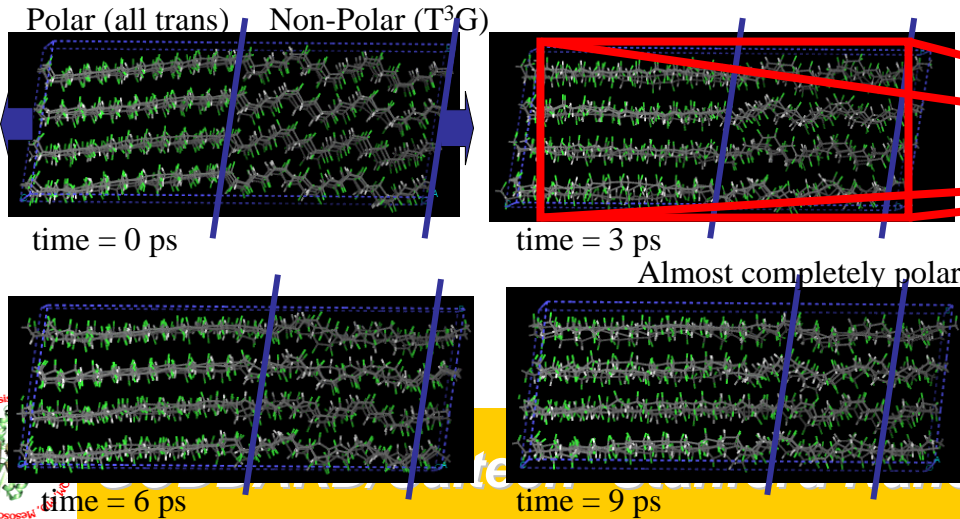 Polar (all trans) Non-Polar (T³G)
time = 0 ps
time = 3 ps
Almost completely polar
time = 6 ps
time = 9 ps